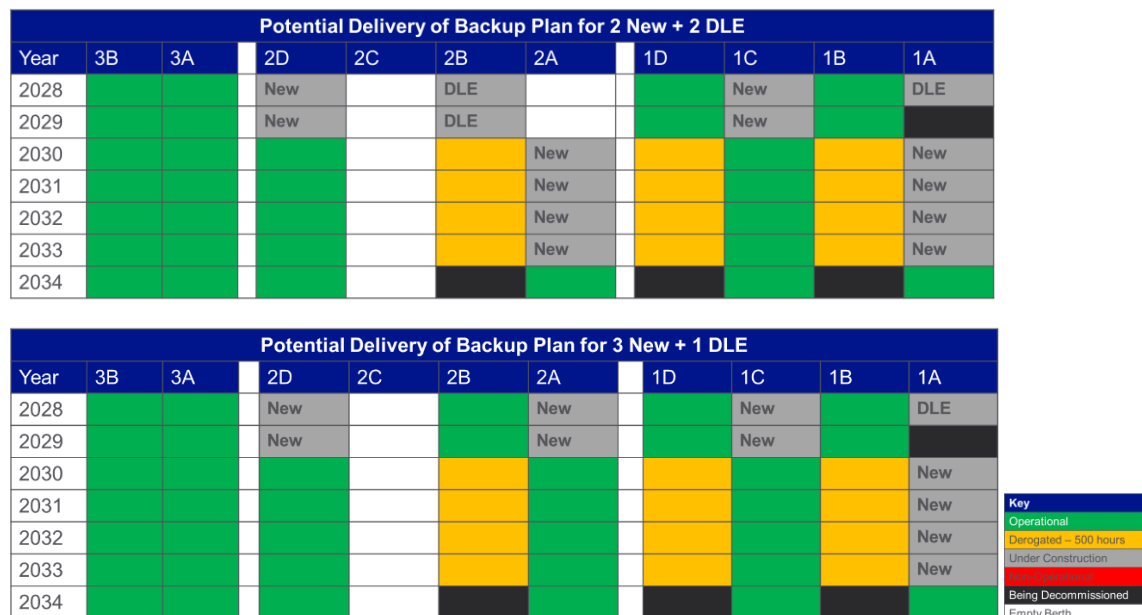 Potential Delivery of Backup Plan for 2 New + 2 DLE
Year 3B 3A 2D 2C 2B 2A 1D 1C 1B 1A
2028 New DLE New DLE
2029 New DLE New
2030 New New
2031 New New
2032 New New
2033 New New
2034
Potential Delivery of Backup Plan for 3 New + 1 DLE
Year 3B 3A 2D 2C 2B 2A 1D 1C 1B 1A
2028 New New New DLE
2029 New New New
2030 New
2031 New
2032 New
2033 New
2034
Key
Operational
Derogated – 500 hours
Under Construction
Being Decommissioned
Empty Berth